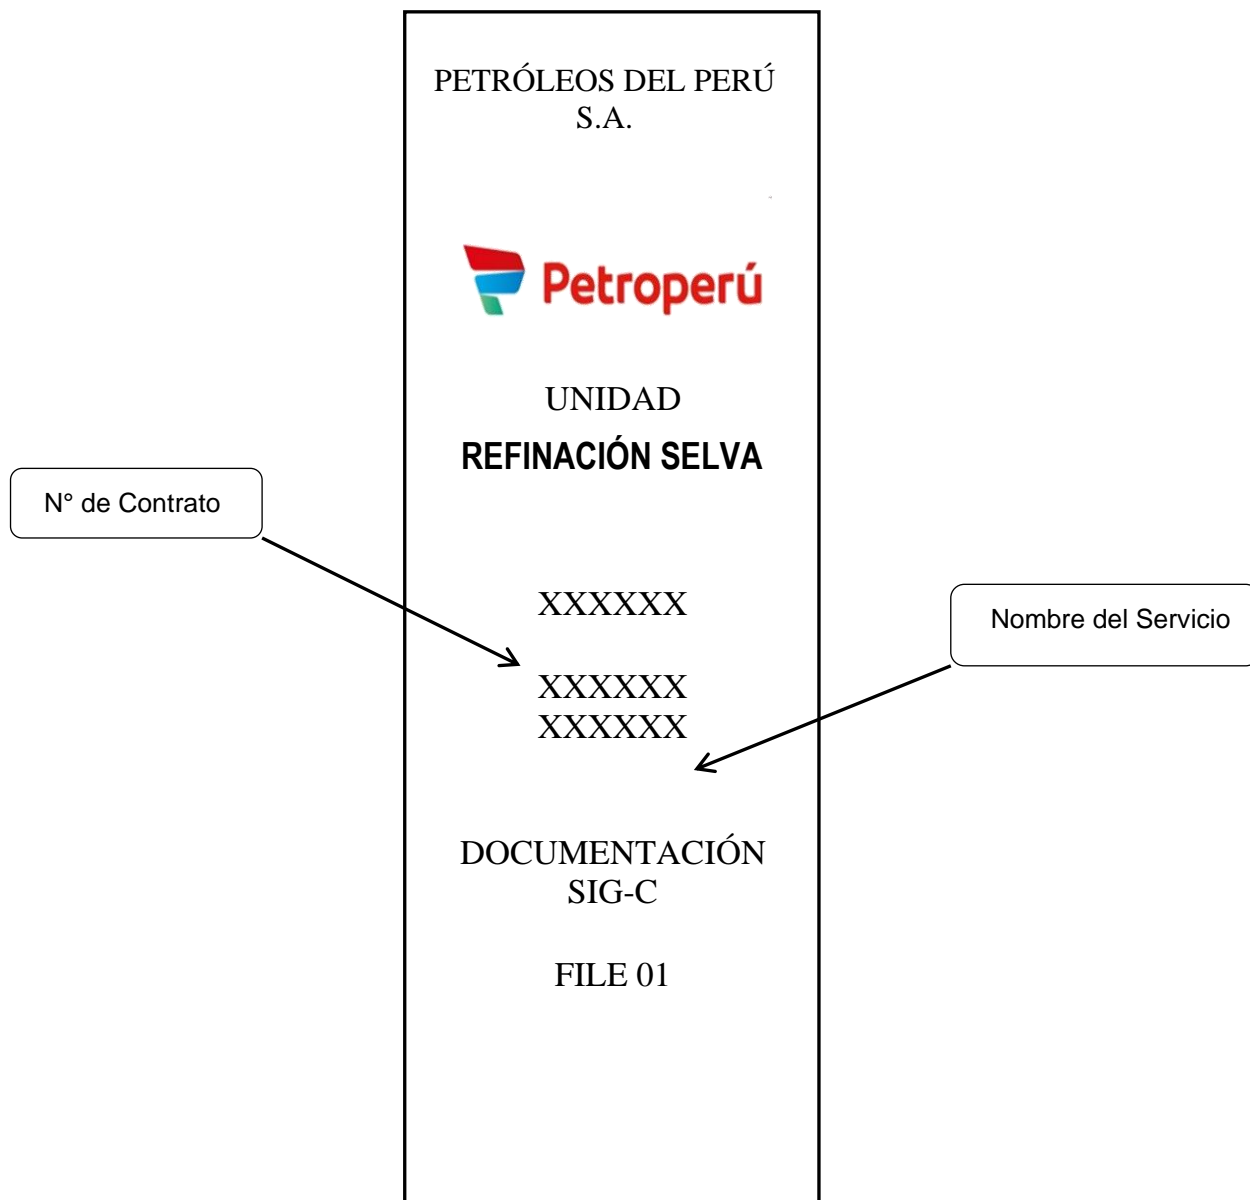 PETRÓLEOS DEL PERÚ
S.A.
Petroperú
UNIDAD
REFINACIÓN SELVA
N° de Contrato
XXXXXX
Nombre del Servicio
XXXXXX
XXXXXX
DOCUMENTACIÓN
SIG-C
FILE 01